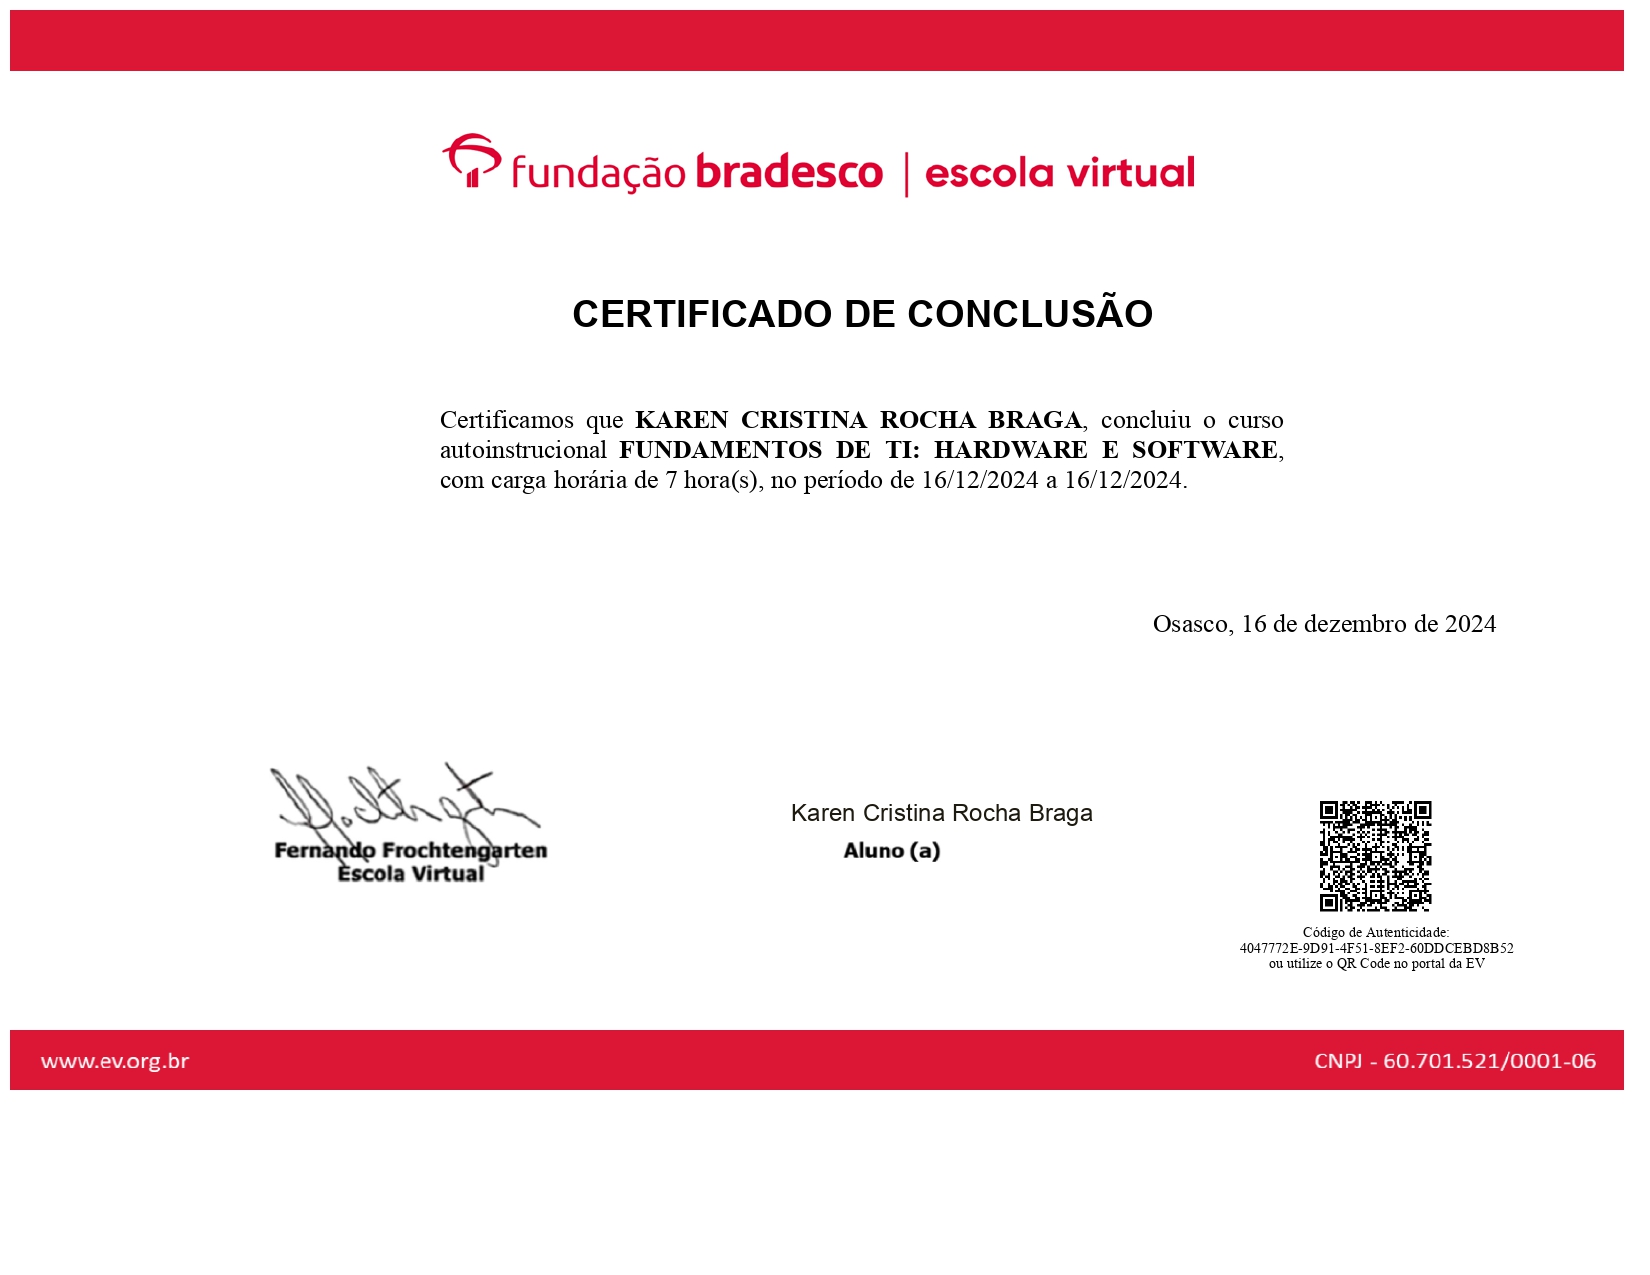 fundação bradesco | escola virtual
CERTIFICADO DE CONCLUSÃO
Certificamos que KAREN CRISTINA ROCHA BRAGA, concluiu o curso
autoinstrucional FUNDAMENTOS DE TI: HARDWARE E SOFTWARE,
com carga horária de 7 hora(s), no período de 16/12/2024 a 16/12/2024.
Osasco, 16 de dezembro de 2024
Fernando Frochtengarten
Escola Virtual
Karen Cristina Rocha Braga
Aluno (a)
Código de Autenticidade:
4047772E-9D91-4F51-8EF2-60DDCEBD8B52
ou utilize o QR Code no portal da EV
www.ev.org.br
CNPJ - 60.701.521/0001-06